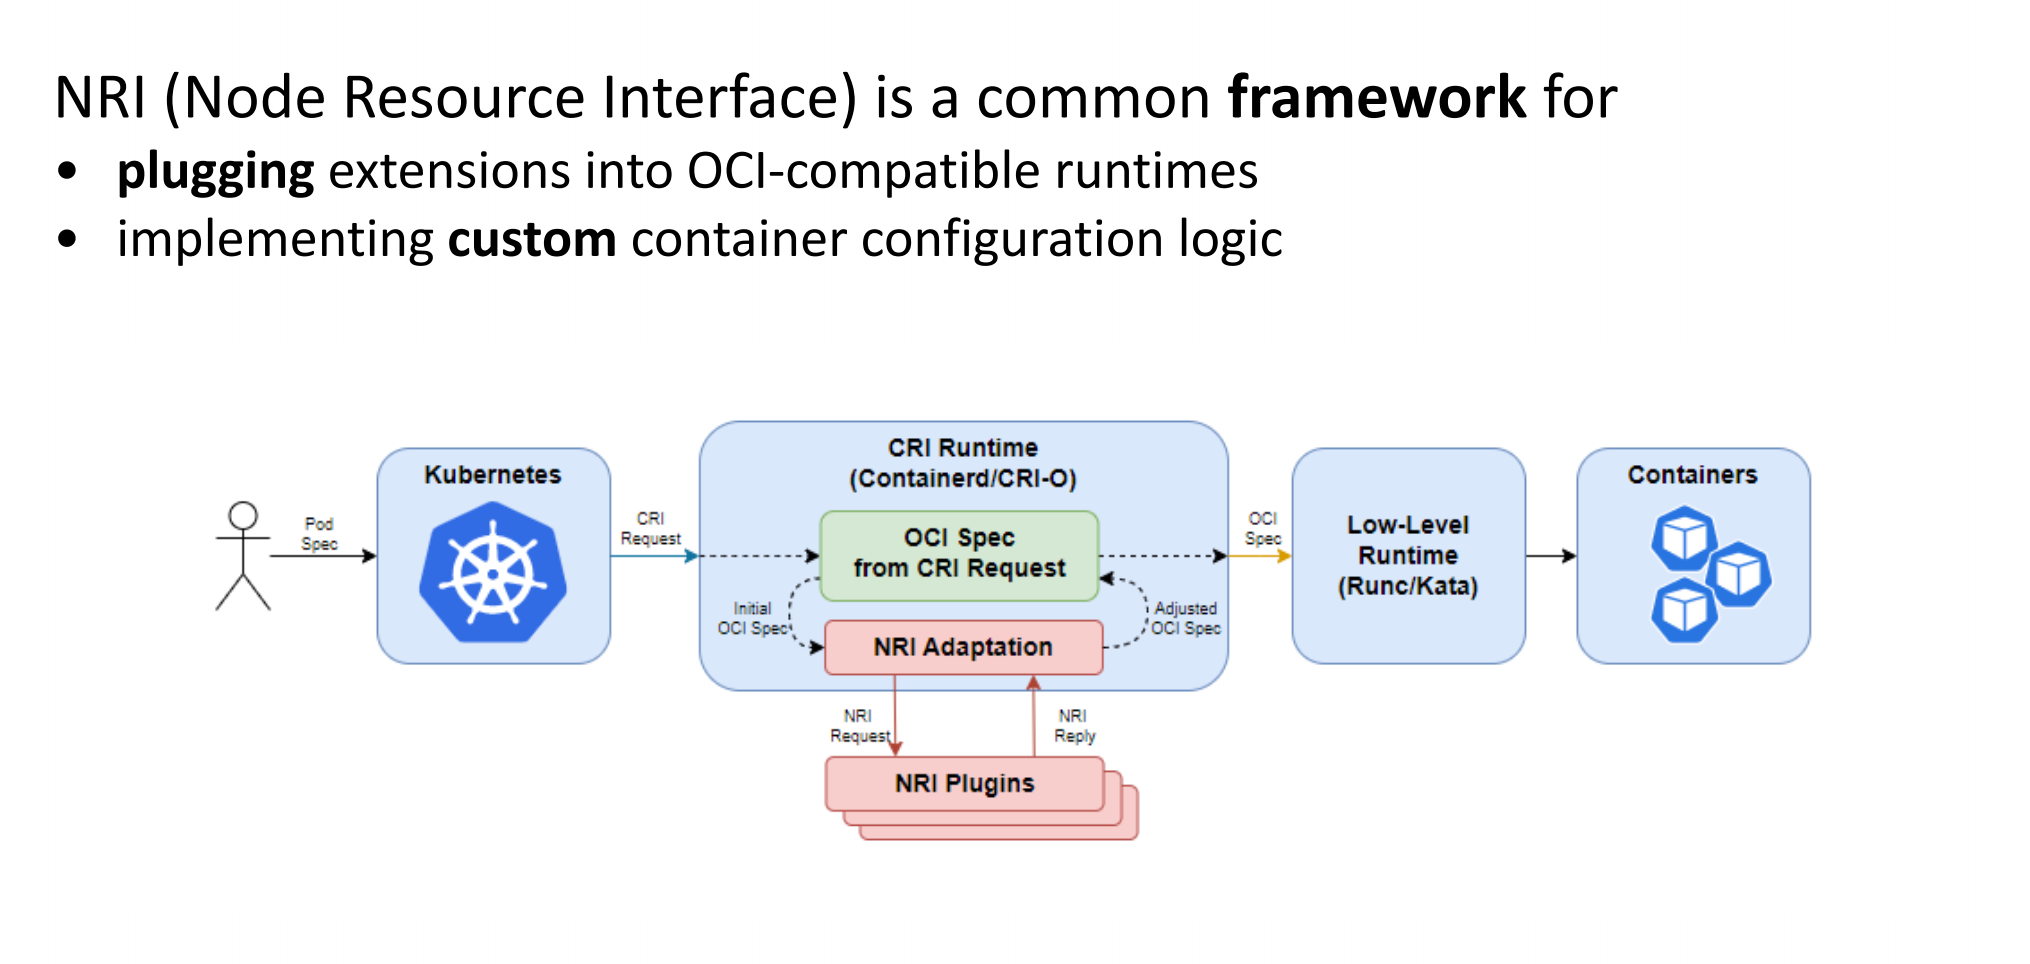 NRI (Node Resource Interface) is a common framework for
• plugging extensions into OCI-compatible runtimes
• implementing custom container configuration logic
Pod
Spec
Kubernetes
CRI
Request
CRI Runtime
(Containerd/CRI-O)
OCI Spec
from CRI Request
Initial
OCI Spec
Adjusted
OCI Spec
NRI Adaptation
NRI
Request
NRI
Reply
NRI Plugins
OCI
Spec
Low-Level
Runtime
(Runc/Kata)
Containers